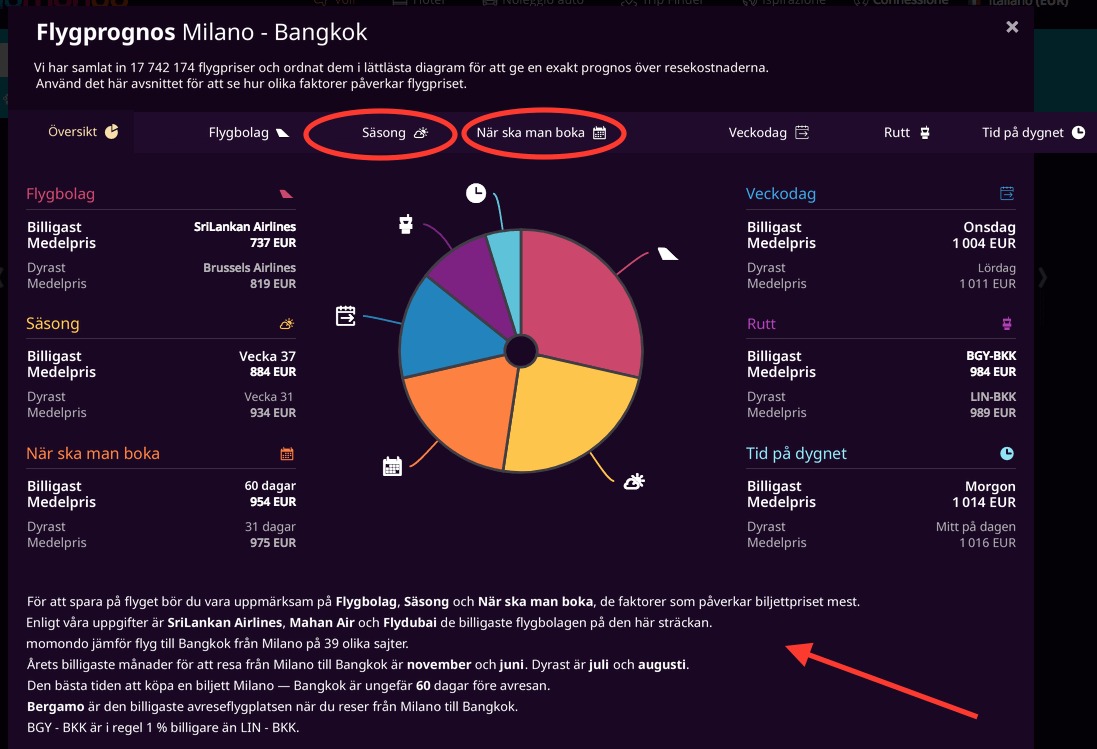 Italiano (EUR)
Flygprognos Milano - Bangkok
Vi har samlat in 17 742 174 flygpriser och ordnat dem i lättlästa diagram för att ge en exakt prognos över resekostnaderna.
Använd det här avsnittet för att se hur olika faktorer påverkar flygpriset.
Översikt Flygbolag Säsong När ska man boka Veckodag Rutt Tid på dygnet
Flygbolag
Billigast SriLankan Airlines
Medelpris 737 EUR
Dyrast Brussels Airlines
Medelpris 819 EUR
Säsong
Billigast Vecka 37
Medelpris 884 EUR
Dyrast Vecka 31
Medelpris 934 EUR
När ska man boka
Billigast 60 dagar
Medelpris 954 EUR
Dyrast 31 dagar
Medelpris 975 EUR
Veckodag
Billigast Onsdag
Medelpris 1 004 EUR
Dyrast Lördag
Medelpris 1 011 EUR
Rutt
Billigast BGY-BKK
Medelpris 984 EUR
Dyrast LIN-BKK
Medelpris 989 EUR
Tid på dygnet
Billigast Morgon
Medelpris 1 014 EUR
Dyrast Mitt på dagen
Medelpris 1 016 EUR
För att spara på flyget bör du vara uppmärksam på Flygbolag, Säsong och När ska man boka, de faktorer som påverkar biljettpriset mest.
Enligt våra uppgifter är SriLankan Airlines, Mahan Air och Flydubai de billigaste flygbolagen på den här sträckan.
momondo jämför flyg till Bangkok från Milano på 39 olika sajter.
Årets billigaste månader för att resa från Milano till Bangkok är november och juni. Dyrast är juli och augusti.
Den bästa tiden att köpa en biljett Milano — Bangkok är ungefär 60 dagar före avresan.
Bergamo är den billigaste avreseflygplatsen när du reser från Milano till Bangkok.
BGY - BKK är i regel 1 % billigare än LIN - BKK.